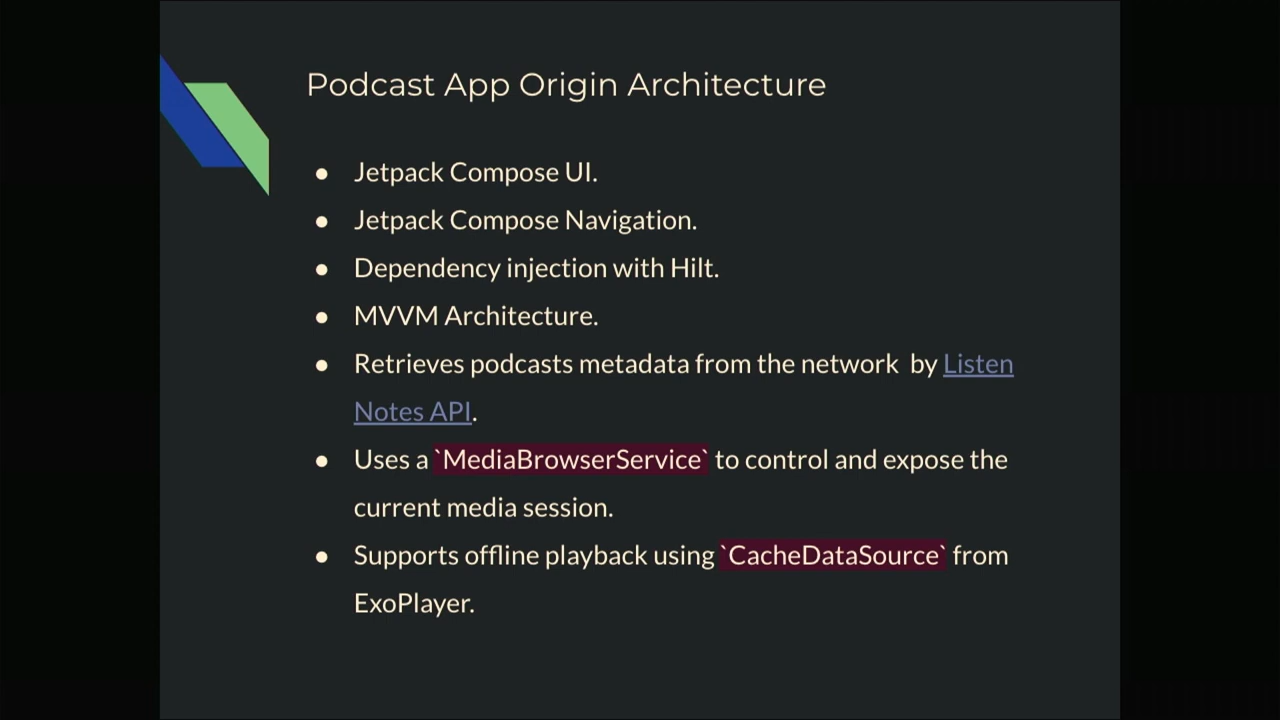 Podcast App Origin Architecture
● Jetpack Compose UI.
● Jetpack Compose Navigation.
● Dependency injection with Hilt.
● MVVM Architecture.
● Retrieves podcasts metadata from the network  by Listen
Notes API.
● Uses a `MediaBrowserService` to control and expose the
current media session.
● Supports offline playback using `CacheDataSource` from
ExoPlayer.